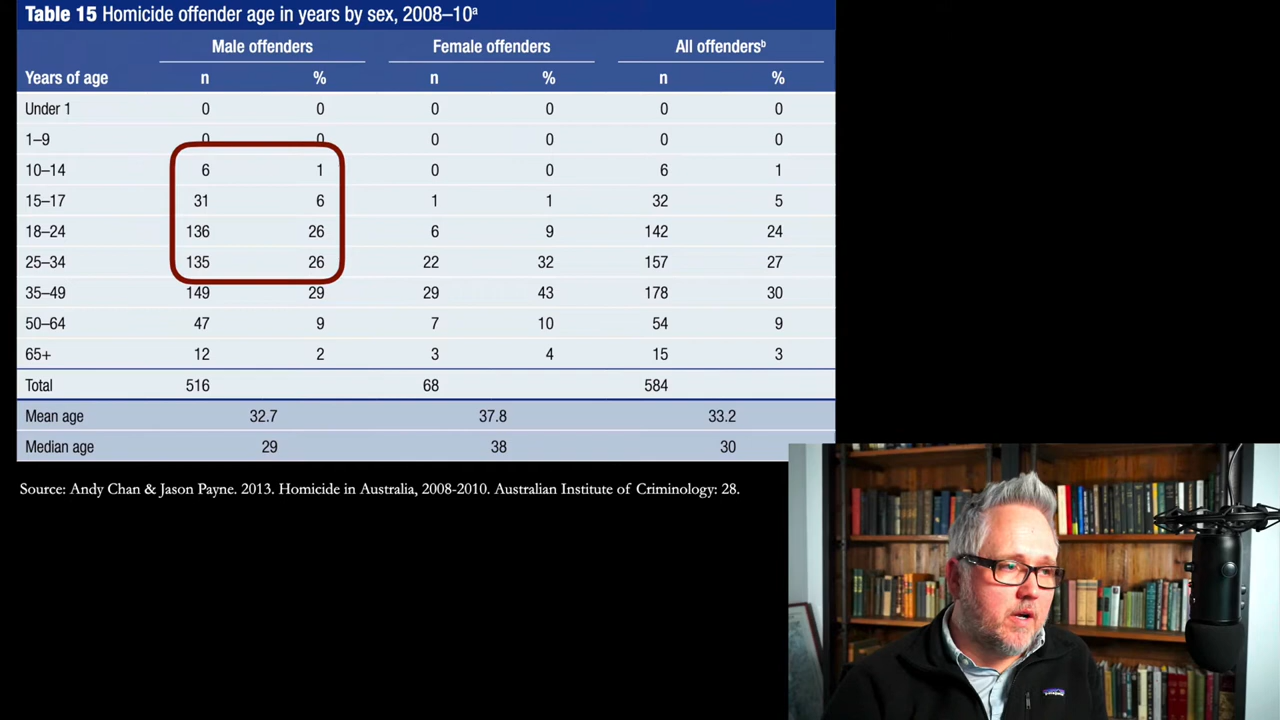 Table 15 Homicide offender age in years by sex, 2008–10a
Male offenders Female offenders All offendersb
Years of age n % n % n %
Under 1 0 0 0 0 0 0
1–9 0 0 0 0 0 0
10–14 6 1 0 0 6 1
15–17 31 6 1 1 32 5
18–24 136 26 6 9 142 24
25–34 135 26 22 32 157 27
35–49 149 29 29 43 178 30
50–64 47 9 7 10 54 9
65+ 12 2 3 4 15 3
Total 516 68 584
Mean age 32.7 37.8 33.2
Median age 29 38 30
Source: Andy Chan & Jason Payne. 2013. Homicide in Australia, 2008-2010. Australian Institute of Criminology: 28.
patagonia